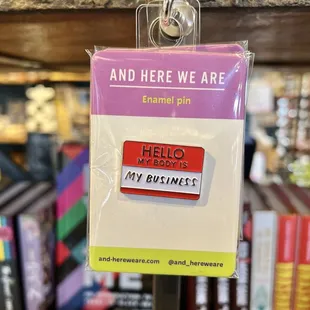 AND HERE WE ARE
Enamel pin
HELLO
MY BODY IS
MY BUSINESS
and-hereweare.com @and_hereweare